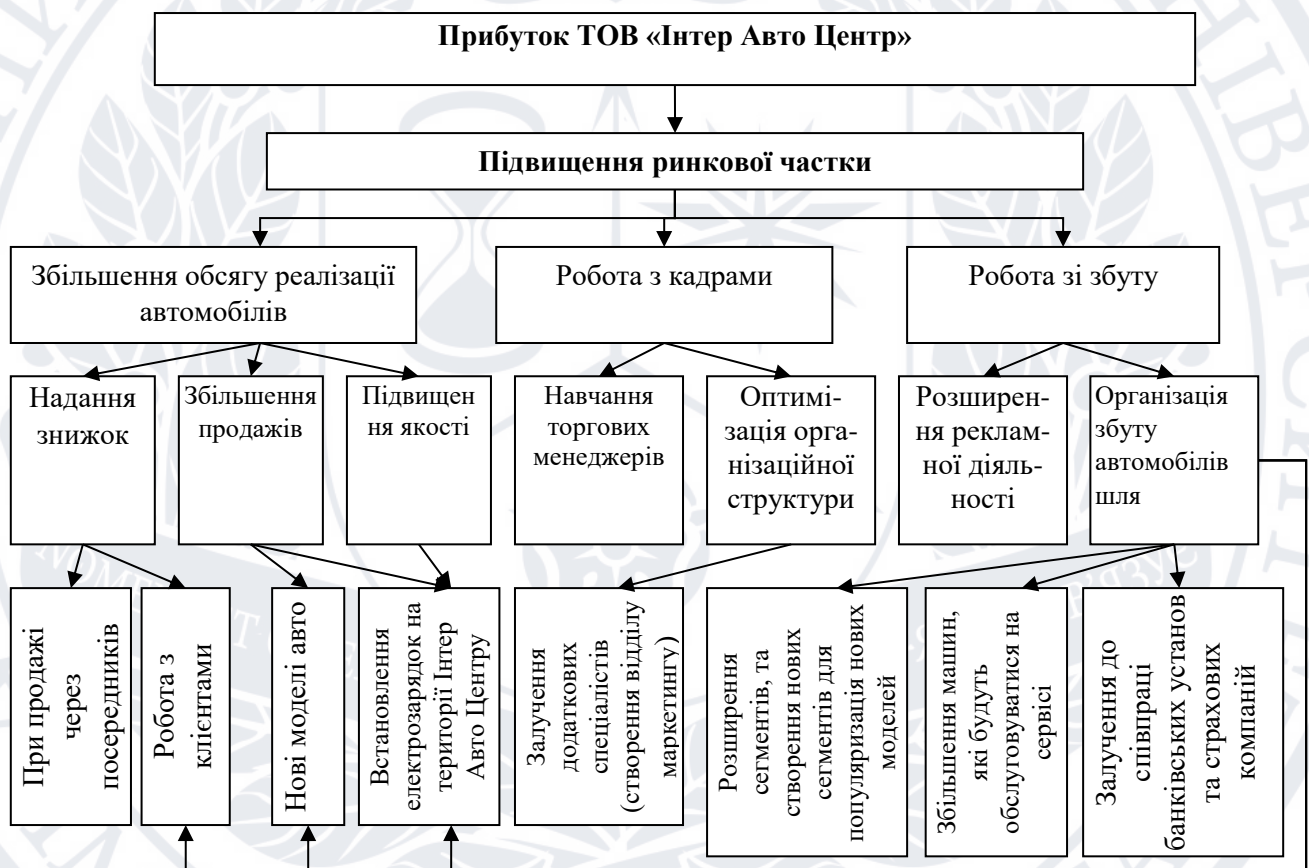 Прибуток ТОВ «Інтер Авто Центр»
Підвищення ринкової частки
Збільшення обсягу реалізації
автомобілів
Робота з кадрами
Робота зі збуту
Надання
знижок
Збільшення
продажів
Підвищен
ня якості
Навчання
торгових
менеджерів
Оптимі-
зація орга-
нізаційної
структури
Розширен-
ня реклам-
ної діяль-
ності
Організація
збуту
автомобілів
шля
При продажі
через
посередників
Робота з
клієнтами
Нові моделі авто
Встановлення
електрозарядок на
території Інтер
Авто Центру
Залучення
додаткових
спеціалістів
(створення відділу
маркетингу)
Розширення
сегментів, та
створення нових
сегментів для
популяризація нових
моделей
Збільшення машин,
які будуть
обслуговуватися на
сервісі
Залучення до
співпраці
банківських установ
та страхових
компаній